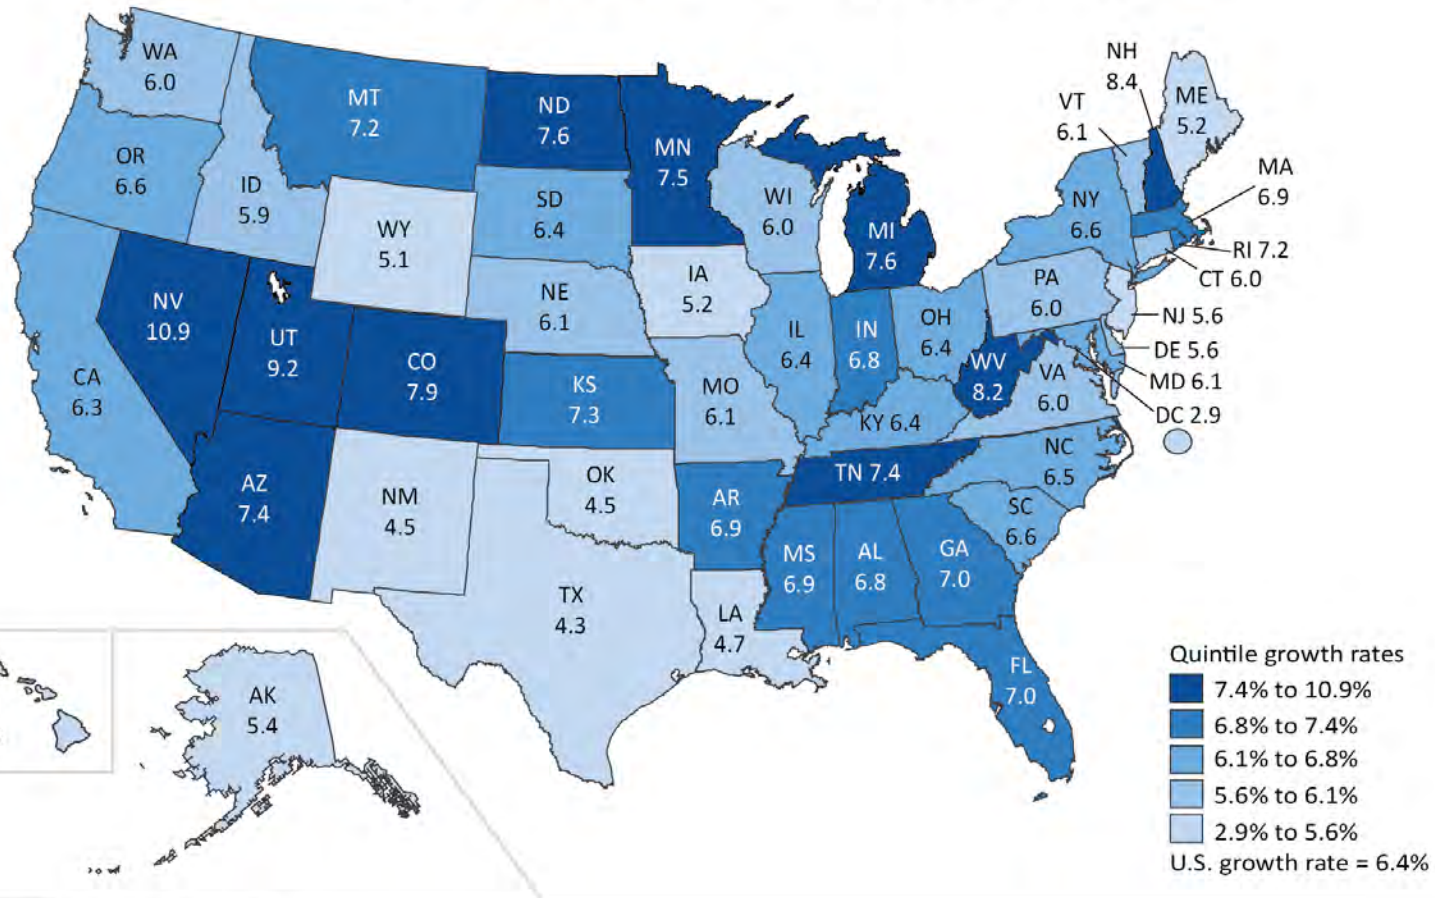 WA
6.0
MT
7.2
ND
7.6
MN
7.5
NH
8.4
VT
6.1
ME
5.2
MA
6.9
OR
6.6
ID
5.9
WY
5.1
SD
6.4
WI
6.0
MI
7.6
NY
6.6
RI 7.2
CT 6.0
NV
10.9
UT
9.2
CO
7.9
NE
6.1
IA
5.2
IL
6.4
IN
6.8
OH
6.4
PA
6.0
NJ 5.6
DE 5.6
MD 6.1
DC 2.9
CA
6.3
KS
7.3
MO
6.1
KY 6.4
WV
8.2
VA
6.0
AZ
7.4
NM
4.5
OK
4.5
AR
6.9
TN 7.4
NC
6.5
SC
6.6
TX
4.3
LA
4.7
MS
6.9
AL
6.8
GA
7.0
FL
7.0
AK
5.4
Quintile growth rates
7.4% to 10.9%
6.8% to 7.4%
6.1% to 6.8%
5.6% to 6.1%
2.9% to 5.6%
U.S. growth rate = 6.4%